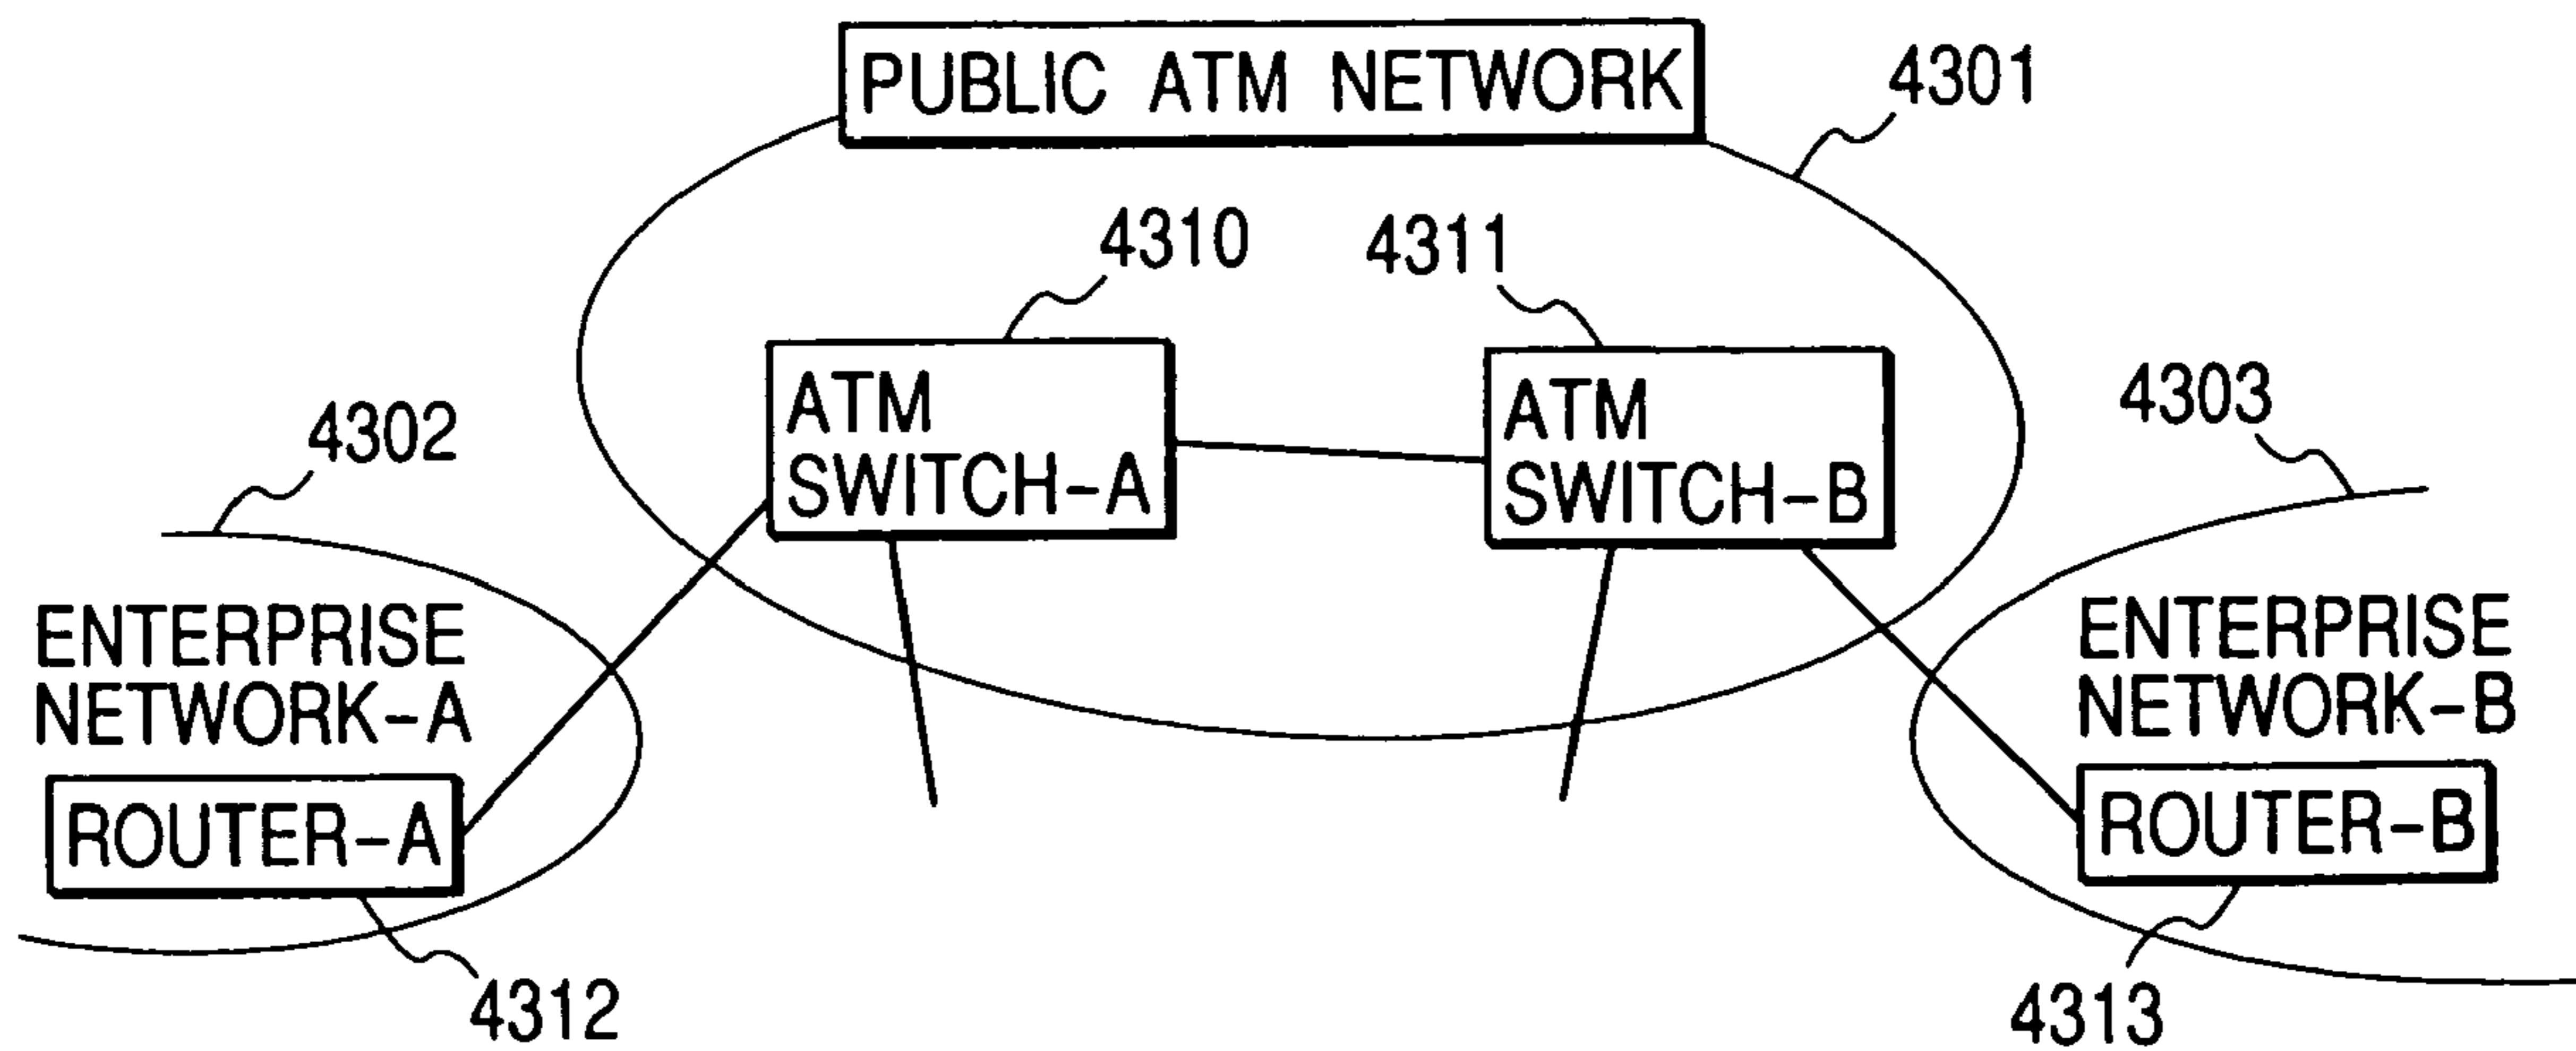 PUBLIC ATM NETWORK
4301
4310
4311
ATM
SWITCH-A
ATM
SWITCH-B
4302
4303
ENTERPRISE
NETWORK-A
ROUTER-A
4312
ENTERPRISE
NETWORK-B
ROUTER-B
4313